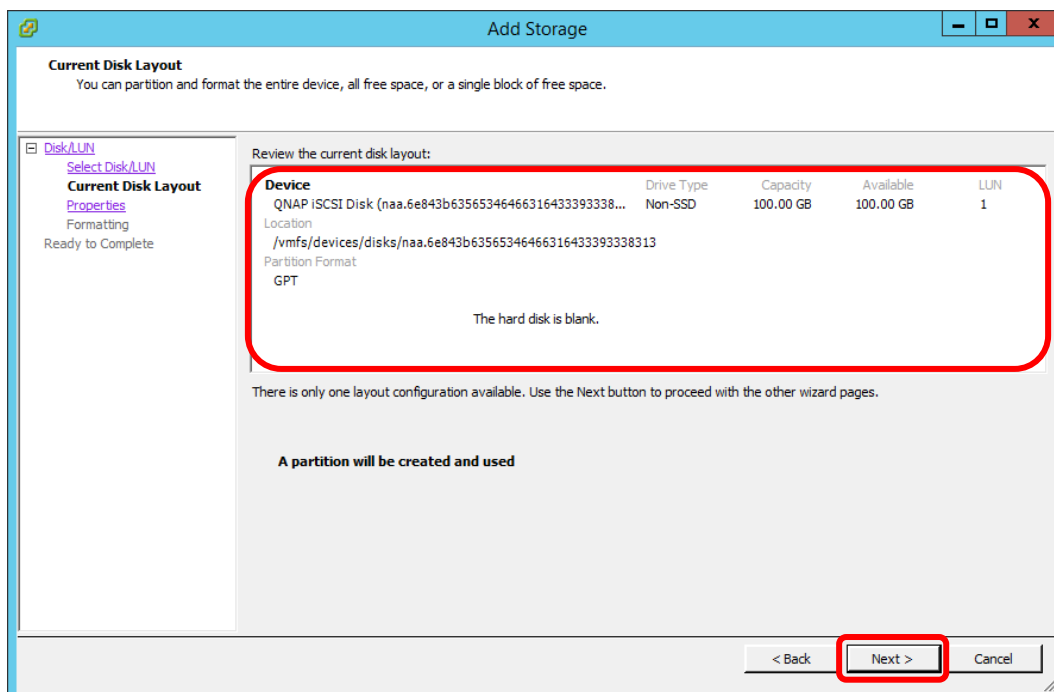 Add Storage
Current Disk Layout
You can partition and format the entire device, all free space, or a single block of free space.
Disk/LUN
Select Disk/LUN
Current Disk Layout
Properties
Formatting
Ready to Complete
Review the current disk layout:
Device Drive Type Capacity Available LUN
QNAP iSCSI Disk (naa.6e843b63565346466316433393338... Non-SSD 100.00 GB 100.00 GB 1
Location
/vmfs/devices/disks/naa.6e843b63565346466316433393338313
Partition Format
GPT
The hard disk is blank.
There is only one layout configuration available. Use the Next button to proceed with the other wizard pages.
A partition will be created and used
< Back Next > Cancel